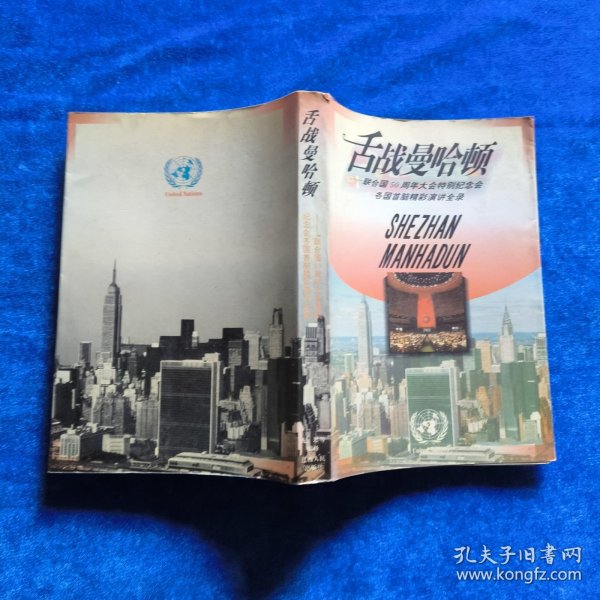 舌战曼哈顿
联合国50周年大会特别纪念会
各国首脑精彩演讲全录
SHEZHAN
MANHADUN
舌战曼哈顿
United Nations
孔夫子旧书网
www.kongfz.com